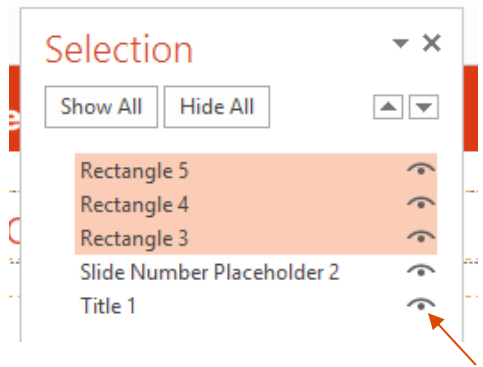 Selection
Show All Hide All
Rectangle 5
Rectangle 4
Rectangle 3
Slide Number Placeholder 2
Title 1